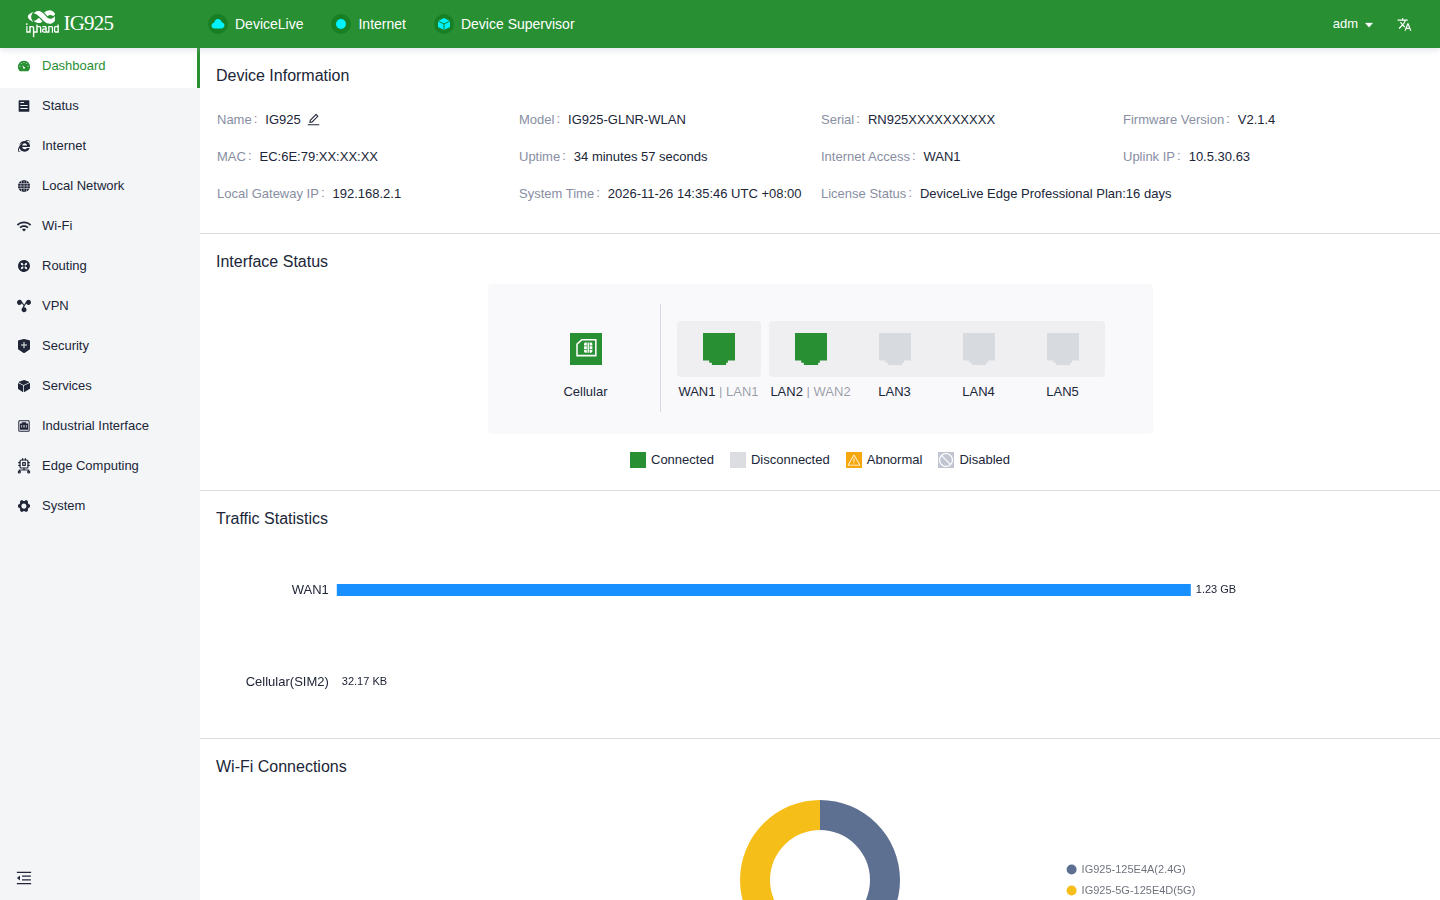 inhand IG925 DeviceLive Internet Device Supervisor adm
Dashboard
Status
Internet
Local Network
Wi-Fi
Routing
VPN
Security
Services
Industrial Interface
Edge Computing
System
Device Information
Name: IG925 Model: IG925-GLNR-WLAN Serial: RN925XXXXXXXXXX Firmware Version: V2.1.4
MAC: EC:6E:79:XX:XX:XX Uptime: 34 minutes 57 seconds Internet Access: WAN1 Uplink IP: 10.5.30.63
Local Gateway IP: 192.168.2.1 System Time: 2026-11-26 14:35:46 UTC +08:00 License Status: DeviceLive Edge Professional Plan:16 days
Interface Status
Cellular WAN1 | LAN1 LAN2 | WAN2 LAN3 LAN4 LAN5
Connected Disconnected Abnormal Disabled
Traffic Statistics
WAN1 1.23 GB
Cellular(SIM2) 32.17 KB
Wi-Fi Connections
IG925-125E4A(2.4G)
IG925-5G-125E4D(5G)